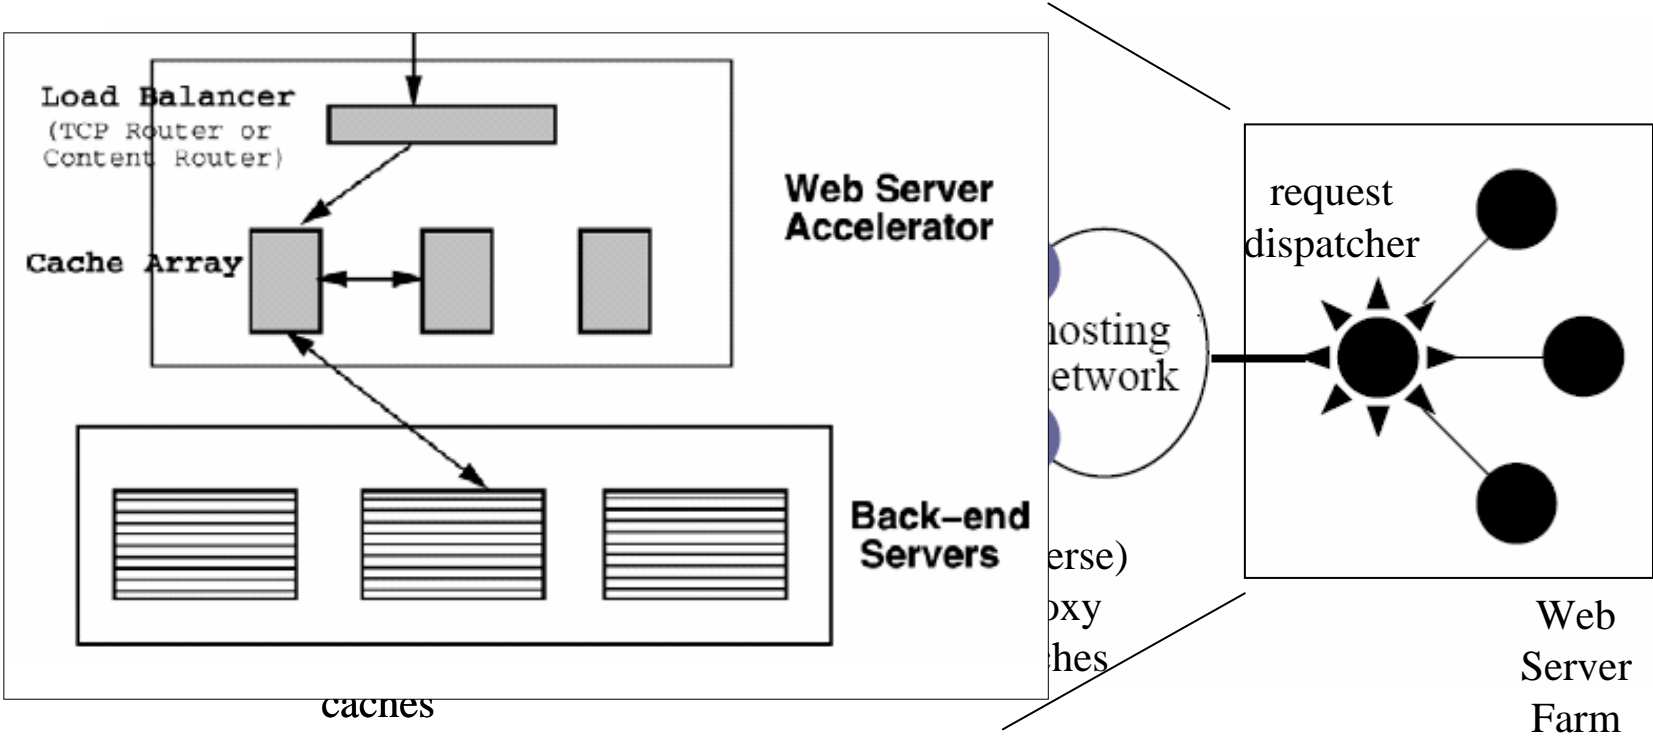 Load Balancer
(TCP Router or
Content Router)
Web Server
Accelerator
Cache Array
Back-end
Servers
request
dispatcher
hosting
etwork
erse)
oxy
ches
caches
Web
Server
Farm